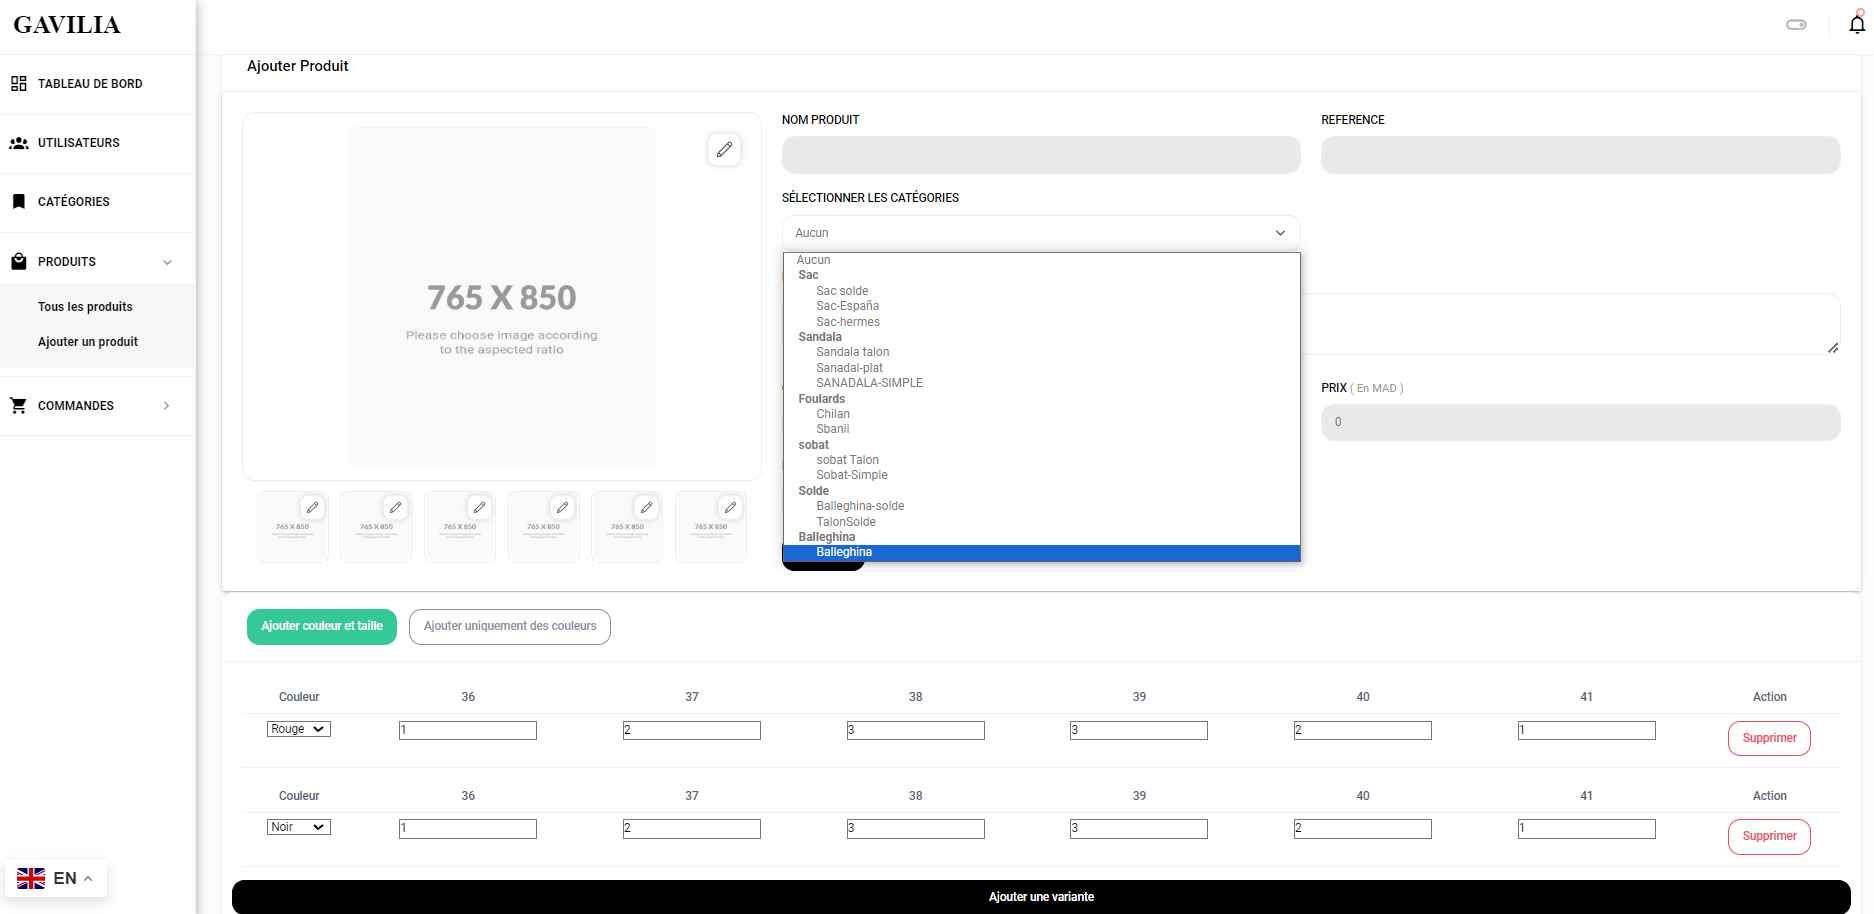 GAVILIA
TABLEAU DE BORD
UTILISATEURS
CATÉGORIES
PRODUITS
Tous les produits
Ajouter un produit
COMMANDES
EN
Ajouter Produit
765 X 850
Please choose image according
to the aspected ratio
765 X 850
765 X 850
765 X 850
765 X 850
765 X 850
765 X 850
NOM PRODUIT
REFERENCE
SÉLECTIONNER LES CATÉGORIES
Aucun
Aucun
Sac
Sac solde
Sac-España
Sac-hermes
Sandala
Sandala talon
Sanadal-plat
SANADALA-SIMPLE
Foulards
Chilan
Sbanii
sobat
sobat Talon
Sobat-Simple
Solde
Balleghina-solde
TalonSolde
Balleghina
Balleghina
PRIX ( En MAD )
0
Ajouter couleur et taille
Ajouter uniquement des couleurs
Couleur 36 37 38 39 40 41 Action
Rouge 1 2 3 3 2 1 Supprimer
Couleur 36 37 38 39 40 41 Action
Noir 1 2 3 3 2 1 Supprimer
Ajouter une variante